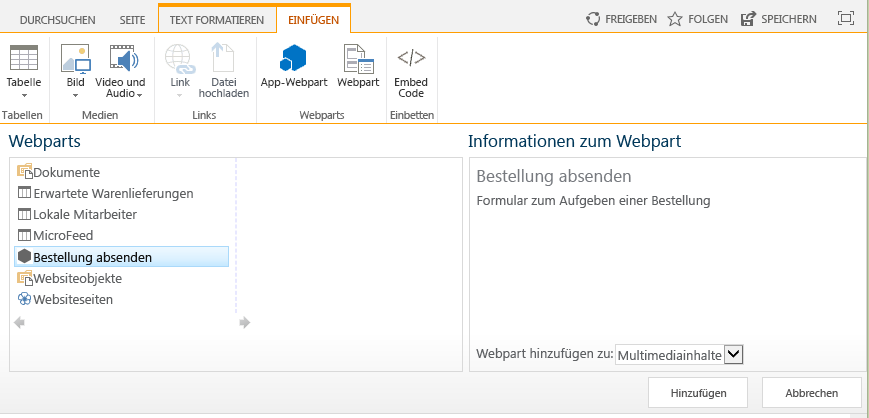 DURCHSUCHEN SEITE TEXT FORMATIEREN EINFÜGEN FREIGEBEN FOLGEN SPEICHERN
Tabelle Bild Video und Audio Link Datei hochladen App-Webpart Webpart Embed Code
Tabellen Medien Links Webparts Einbetten
Webparts
Dokumente
Erwartete Warenlieferungen
Lokale Mitarbeiter
MicroFeed
Bestellung absenden
Websiteobjekte
Websiteseiten
Informationen zum Webpart
Bestellung absenden
Formular zum Aufgeben einer Bestellung
Webpart hinzufügen zu: Multimediainhalte
Hinzufügen Abbrechen